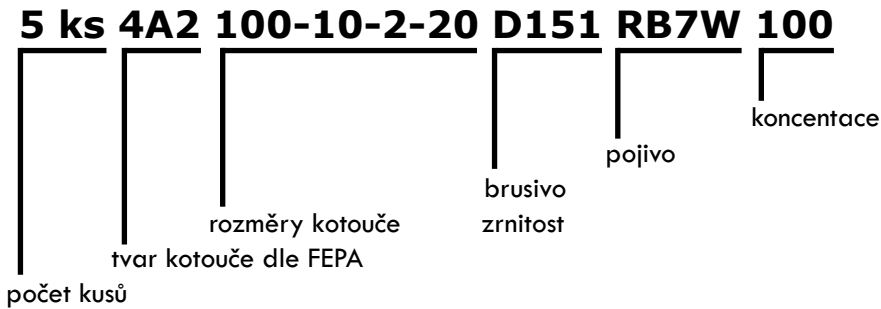 5 ks 4A2 100-10-2-20 D151 RB7W 100
koncentace
pojivo
brusivo
zrnitost
rozměry kotouče
tvar kotouče dle FEPA
počet kusů